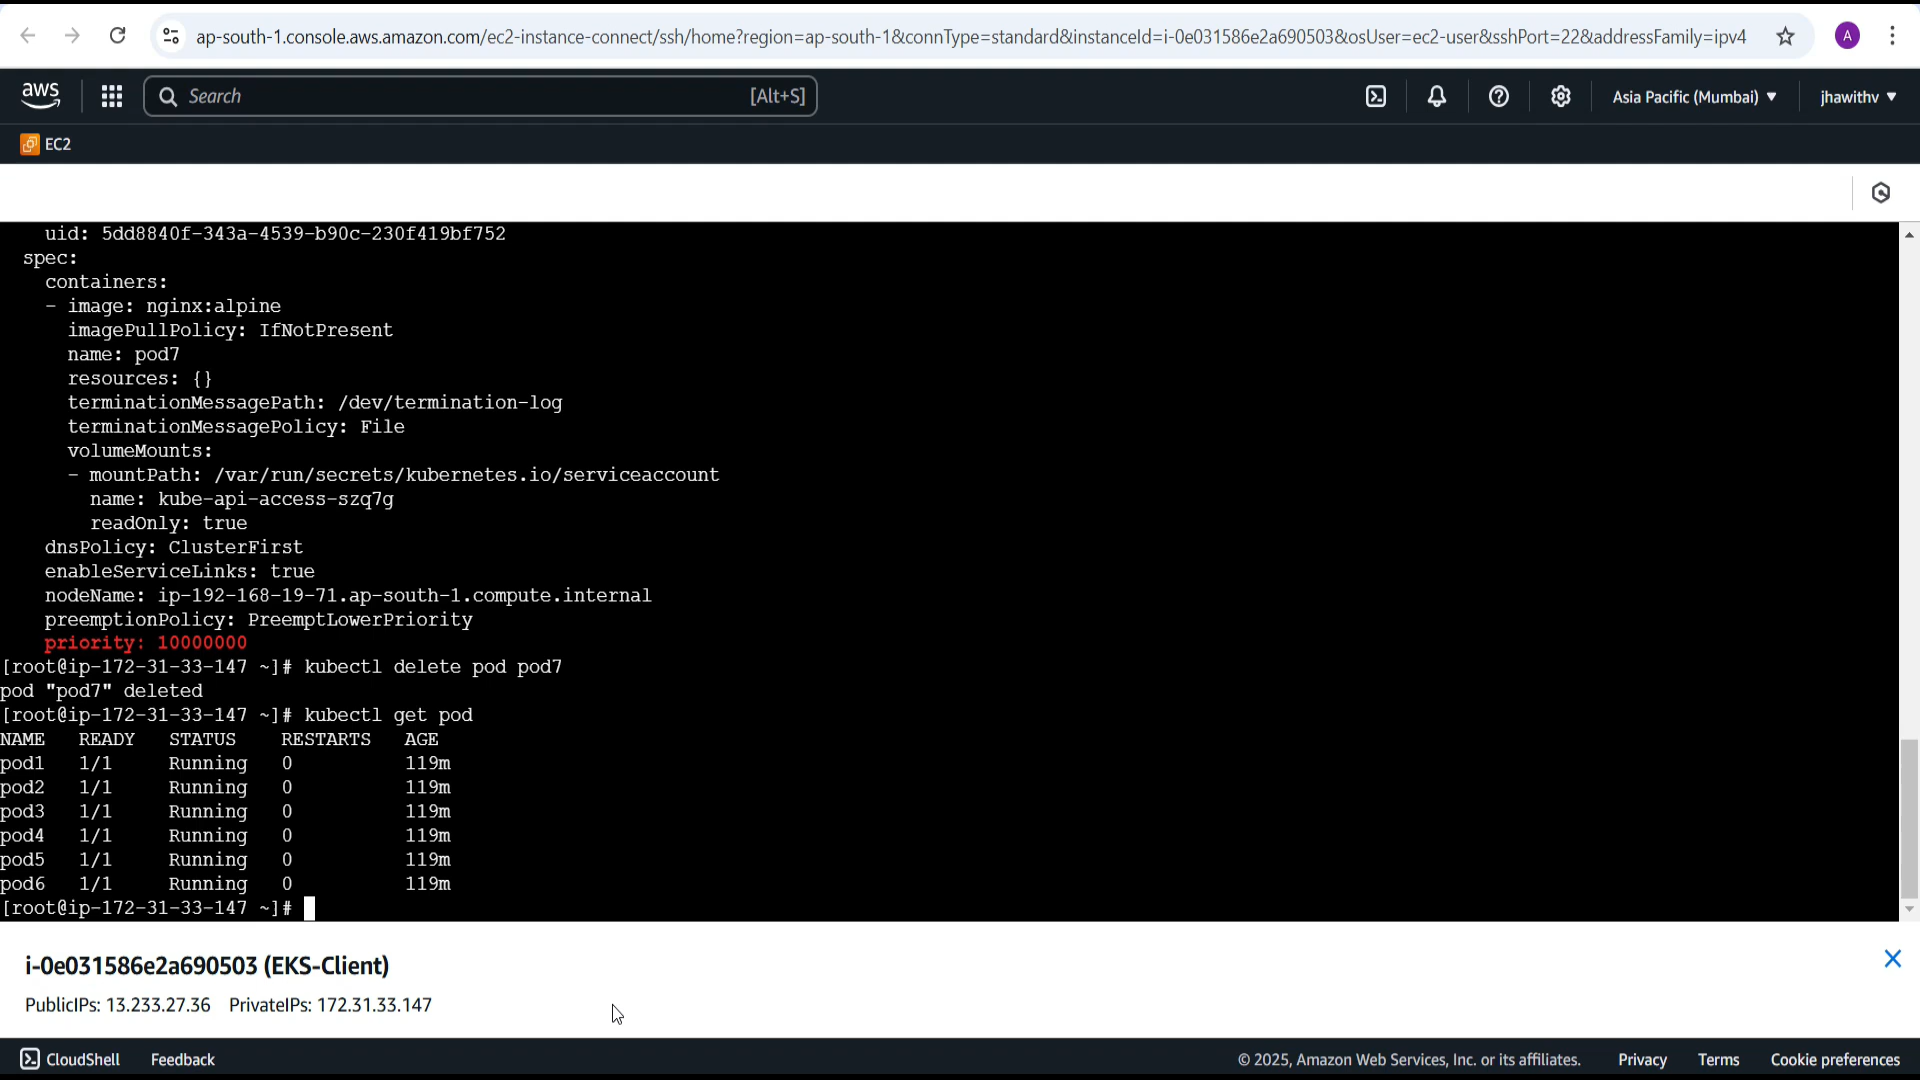 ap-south-1.console.aws.amazon.com/ec2-instance-connect/ssh/home?region=ap-south-1&connType=standard&instanceId=i-0e031586e2a690503&osUser=ec2-user&sshPort=22&addressFamily=ipv4
A
aws
Search
[Alt+S]
Asia Pacific (Mumbai)
jhawithv
EC2
uid: 5dd8840f-343a-4539-b90c-230f419bf752
spec:
containers:
- image: nginx:alpine
imagePullPolicy: IfNotPresent
name: pod7
resources: {}
terminationMessagePath: /dev/termination-log
terminationMessagePolicy: File
volumeMounts:
- mountPath: /var/run/secrets/kubernetes.io/serviceaccount
name: kube-api-access-szq7g
readOnly: true
dnsPolicy: ClusterFirst
enableServiceLinks: true
nodeName: ip-192-168-19-71.ap-south-1.compute.internal
preemptionPolicy: PreemptLowerPriority
priority: 10000000
[root@ip-172-31-33-147 ~]# kubectl delete pod pod7
pod "pod7" deleted
[root@ip-172-31-33-147 ~]# kubectl get pod
NAME READY STATUS RESTARTS AGE
pod1 1/1 Running 0 119m
pod2 1/1 Running 0 119m
pod3 1/1 Running 0 119m
pod4 1/1 Running 0 119m
pod5 1/1 Running 0 119m
pod6 1/1 Running 0 119m
[root@ip-172-31-33-147 ~]#
i-0e031586e2a690503 (EKS-Client)
PublicIPs: 13.233.27.36 PrivateIPs: 172.31.33.147
CloudShell Feedback © 2025, Amazon Web Services, Inc. or its affiliates. Privacy Terms Cookie preferences